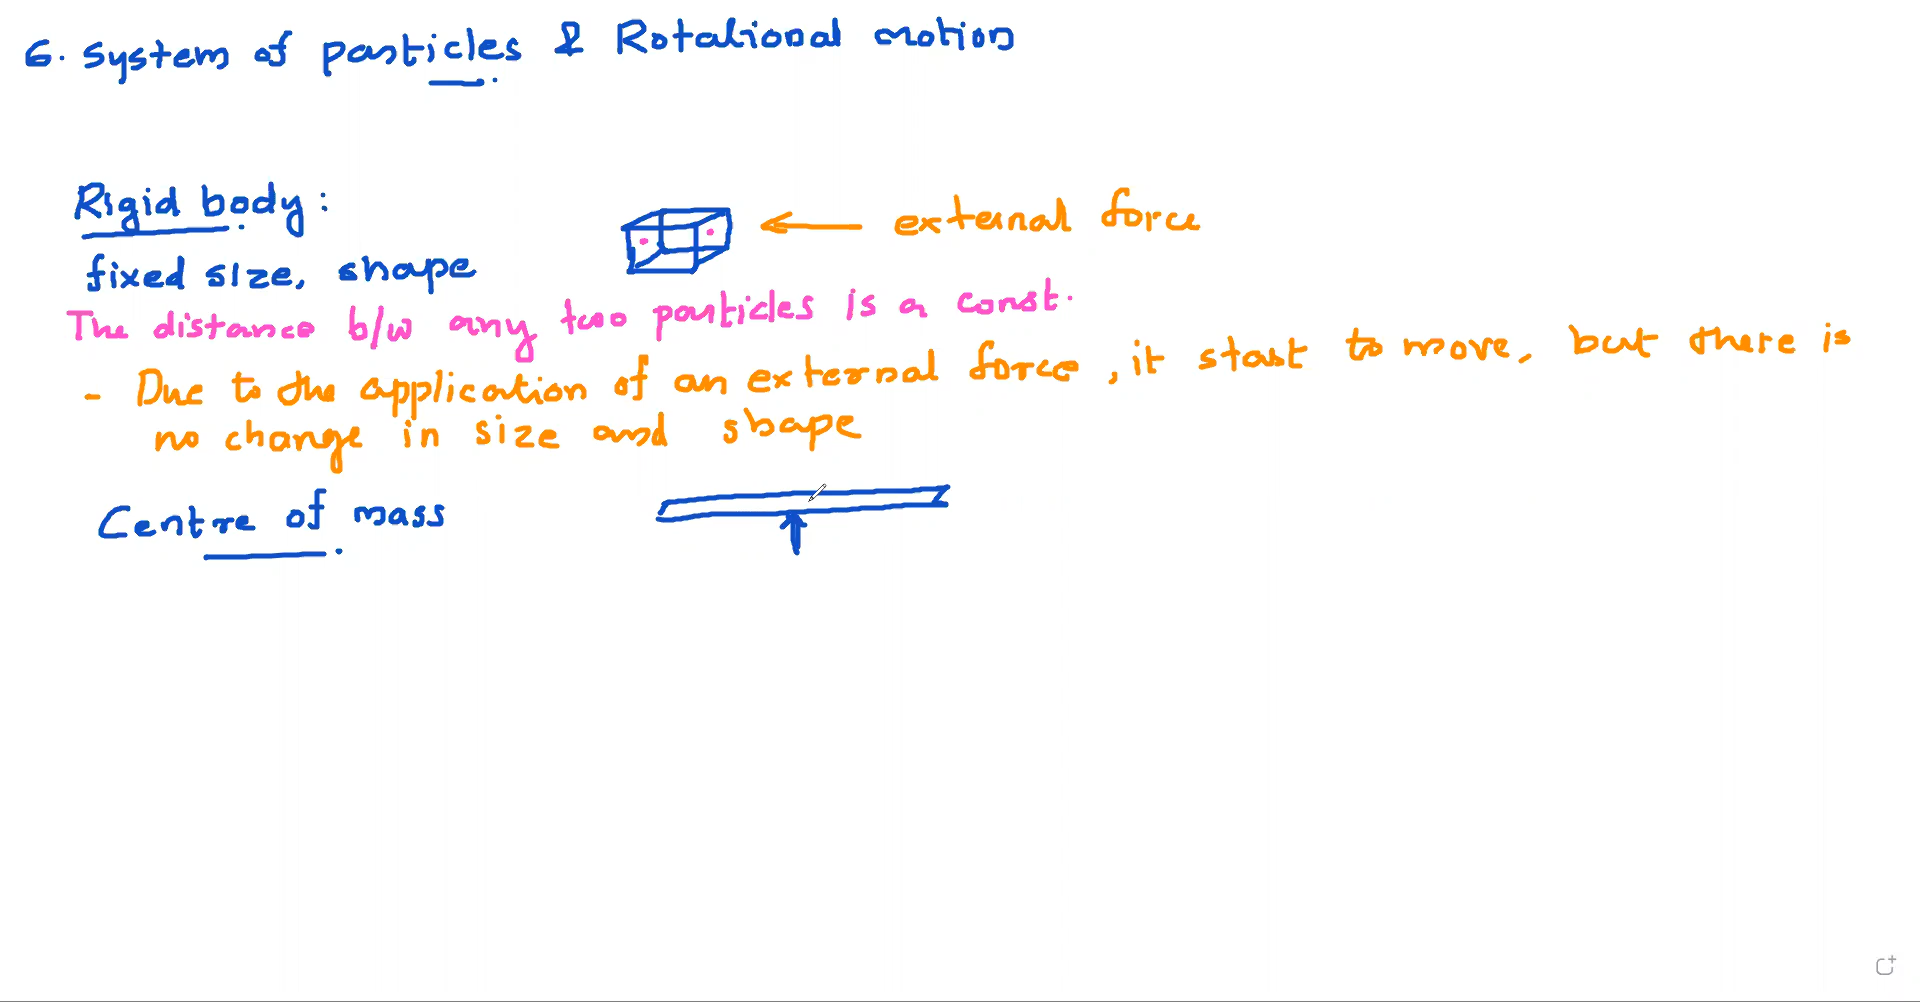 6. System of particles & Rotational motion
Rigid body :
external force
fixed size, shape
The distance b/w any two particles is a const.
- Due to the application of an external force, it start to move, but there is
no change in size and shape
Centre of mass